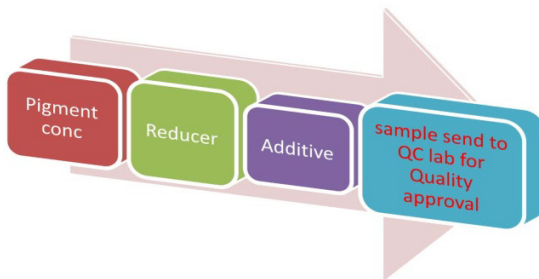 Pigment
conc
Reducer
Additive
sample send to
QC lab for
Quality
approval